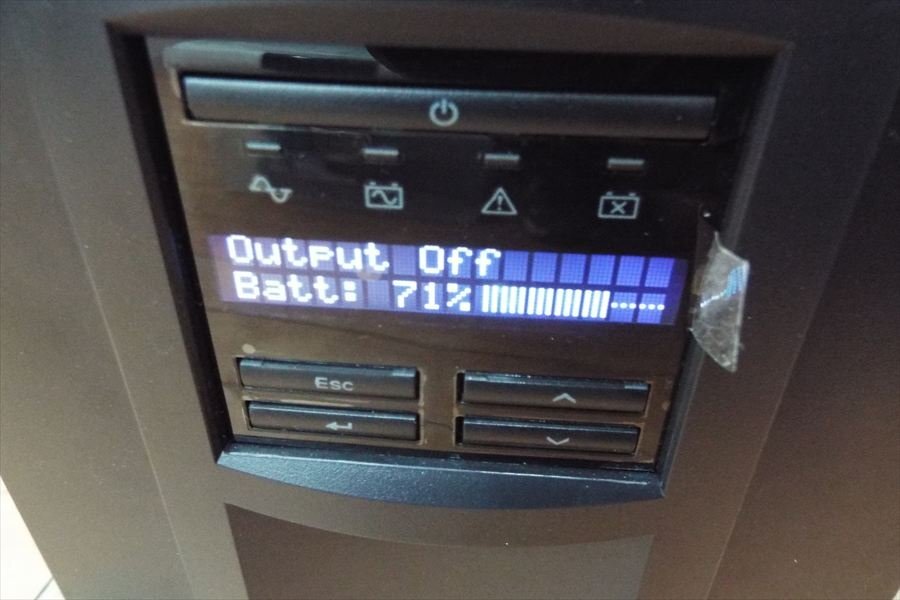 Output Off
Batt: 71%
Esc